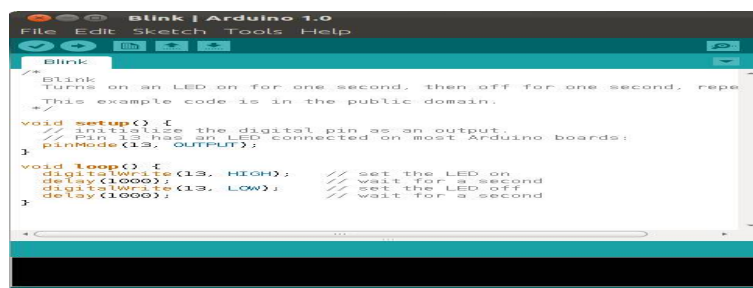 Blink | Arduino 1.0
File Edit Sketch Tools Help
Blink
/*
Blink
Turns on an LED on for one second, then off for one second, repe
This example code is in the public domain.
*/
void setup() {
// initialize the digital pin as an output.
// Pin 13 has an LED connected on most Arduino boards:
pinMode(13, OUTPUT);
}
void loop() {
digitalWrite(13, HIGH); // set the LED on
delay(1000); // wait for a second
digitalWrite(13, LOW); // set the LED off
delay(1000); // wait for a second
}